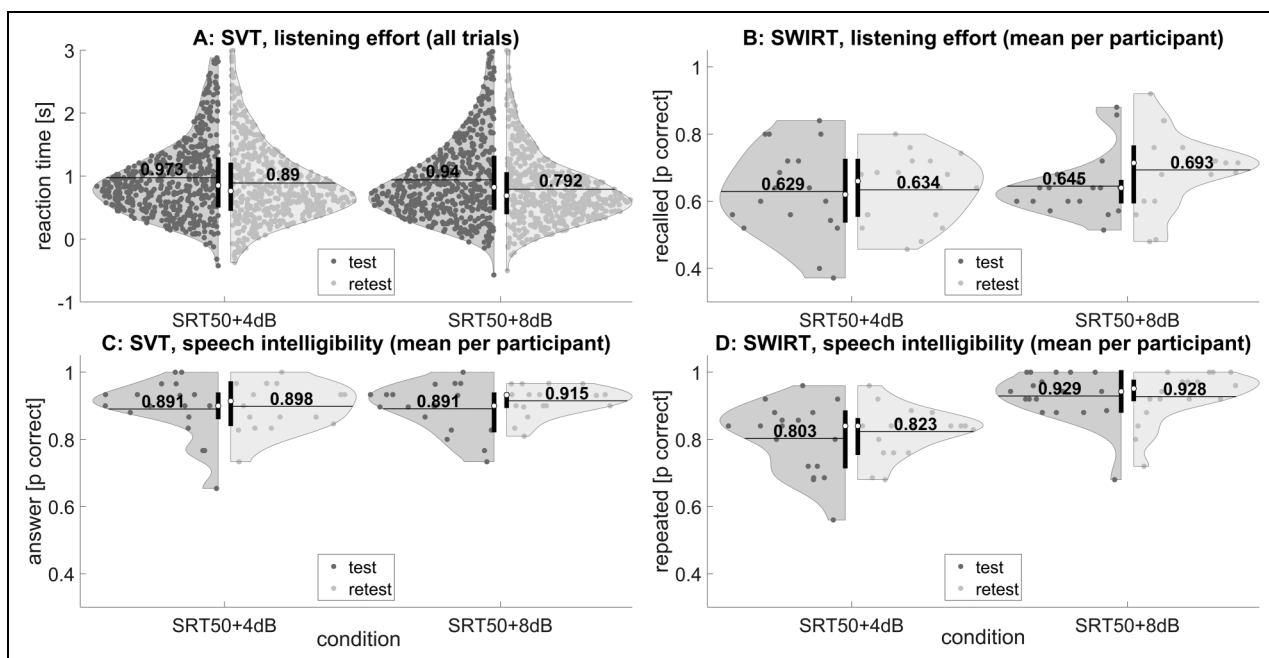 A: SVT, listening effort (all trials)
reaction time [s]
3
2
1
0
-1
0.973
0.89
0.94
0.792
test
retest
SRT50+4dB
SRT50+8dB
B: SWIRT, listening effort (mean per participant)
recalled [p correct]
1
0.8
0.6
0.4
0.629
0.634
0.645
0.693
test
retest
SRT50+4dB
SRT50+8dB
C: SVT, speech intelligibility (mean per participant)
answer [p correct]
1
0.8
0.6
0.4
0.891
0.898
0.891
0.915
test
retest
SRT50+4dB
SRT50+8dB
condition
D: SWIRT, speech intelligibility (mean per participant)
repeated [p correct]
1
0.8
0.6
0.4
0.803
0.823
0.929
0.928
test
retest
SRT50+4dB
SRT50+8dB
condition